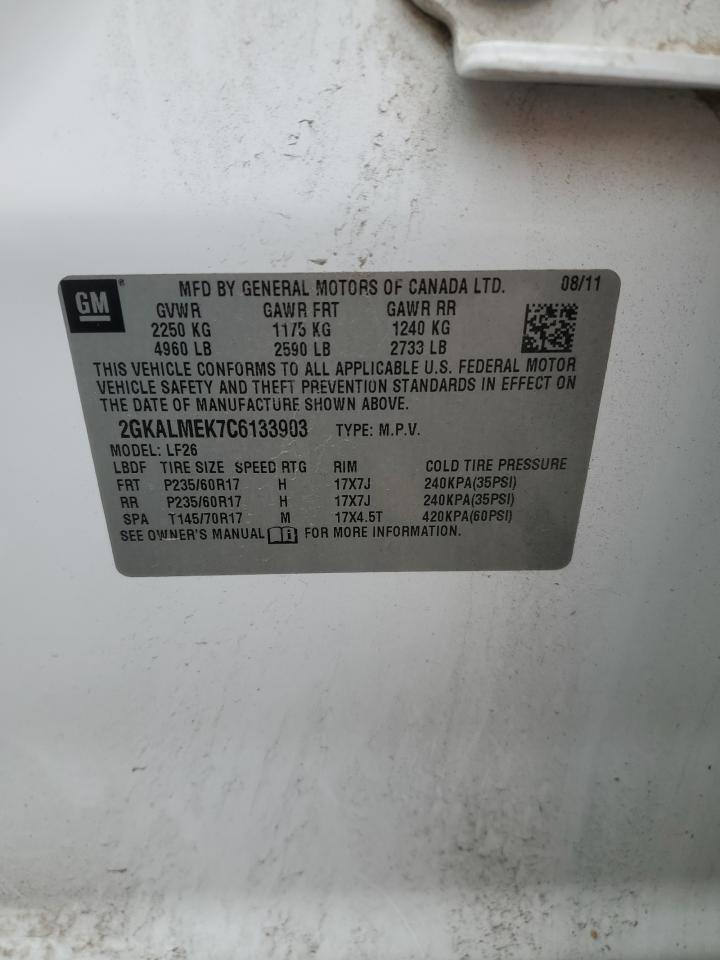 GM ® MFD BY GENERAL MOTORS OF CANADA LTD. 08/11
GVWR GAWR FRT GAWR RR
2250 KG 1175 KG 1240 KG
4960 LB 2590 LB 2733 LB
THIS VEHICLE CONFORMS TO ALL APPLICABLE U.S. FEDERAL MOTOR
VEHICLE SAFETY AND THEFT PREVENTION STANDARDS IN EFFECT ON
THE DATE OF MANUFACTURE SHOWN ABOVE.
2GKALMEK7C6133903 TYPE: M.P.V.
MODEL: LF26
LBDF TIRE SIZE SPEED RTG RIM COLD TIRE PRESSURE
FRT P235/60R17 H 17X7J 240KPA(35PSI)
RR P235/60R17 H 17X7J 240KPA(35PSI)
SPA T145/70R17 M 17X4.5T 420KPA(60PSI)
SEE OWNER'S MANUAL i FOR MORE INFORMATION.